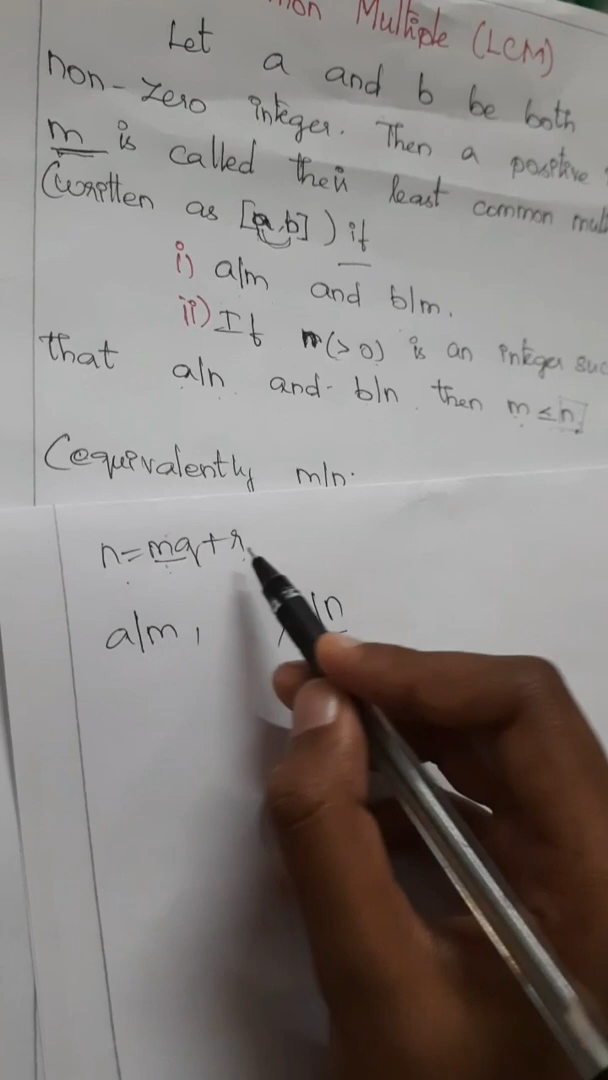 Multiple (LCM)
Let a and b be both
non-zero integer. Then a positive
m is called their least common
(written as [a,b]) if
i) a|m and b|m.
ii) If n(>0) is an integer suc
that a|n and b|n then m≤n.
(equivalently m|n.
n=mq+r
a|m, |n